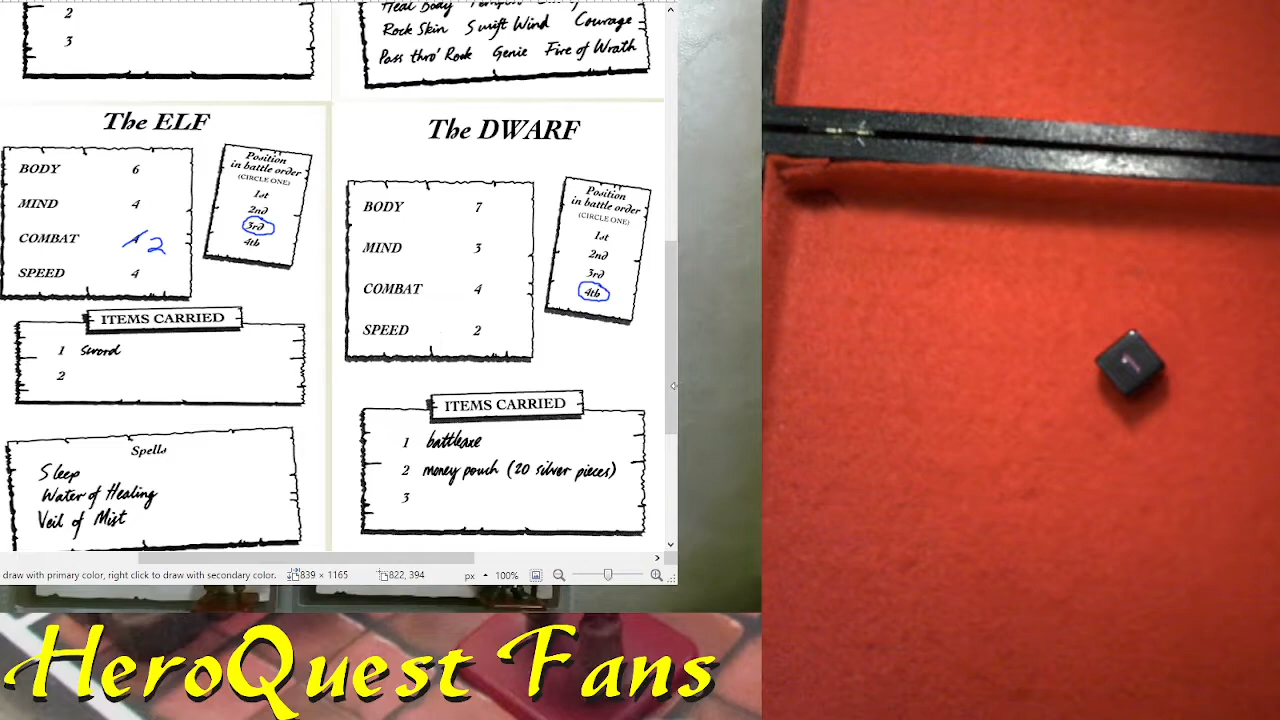 2
3
Heal Body
Rock Skin Swift Wind Courage
Pass thro' Rock Genie Fire of Wrath
The ELF
BODY 6
MIND 4
COMBAT 4 2
SPEED 4
Position
in battle order
(CIRCLE ONE)
1st
2nd
3rd
4th
ITEMS CARRIED
1 sword
2
Spells
Sleep
Water of Healing
Veil of Mist
The DWARF
BODY 7
MIND 3
COMBAT 4
SPEED 2
Position
in battle order
(CIRCLE ONE)
1st
2nd
3rd
4th
ITEMS CARRIED
1 battleaxe
2 money pouch (20 silver pieces)
3
draw with primary color, right click to draw with secondary color. 839 × 1165 822, 394 px 100%
HeroQuest Fans